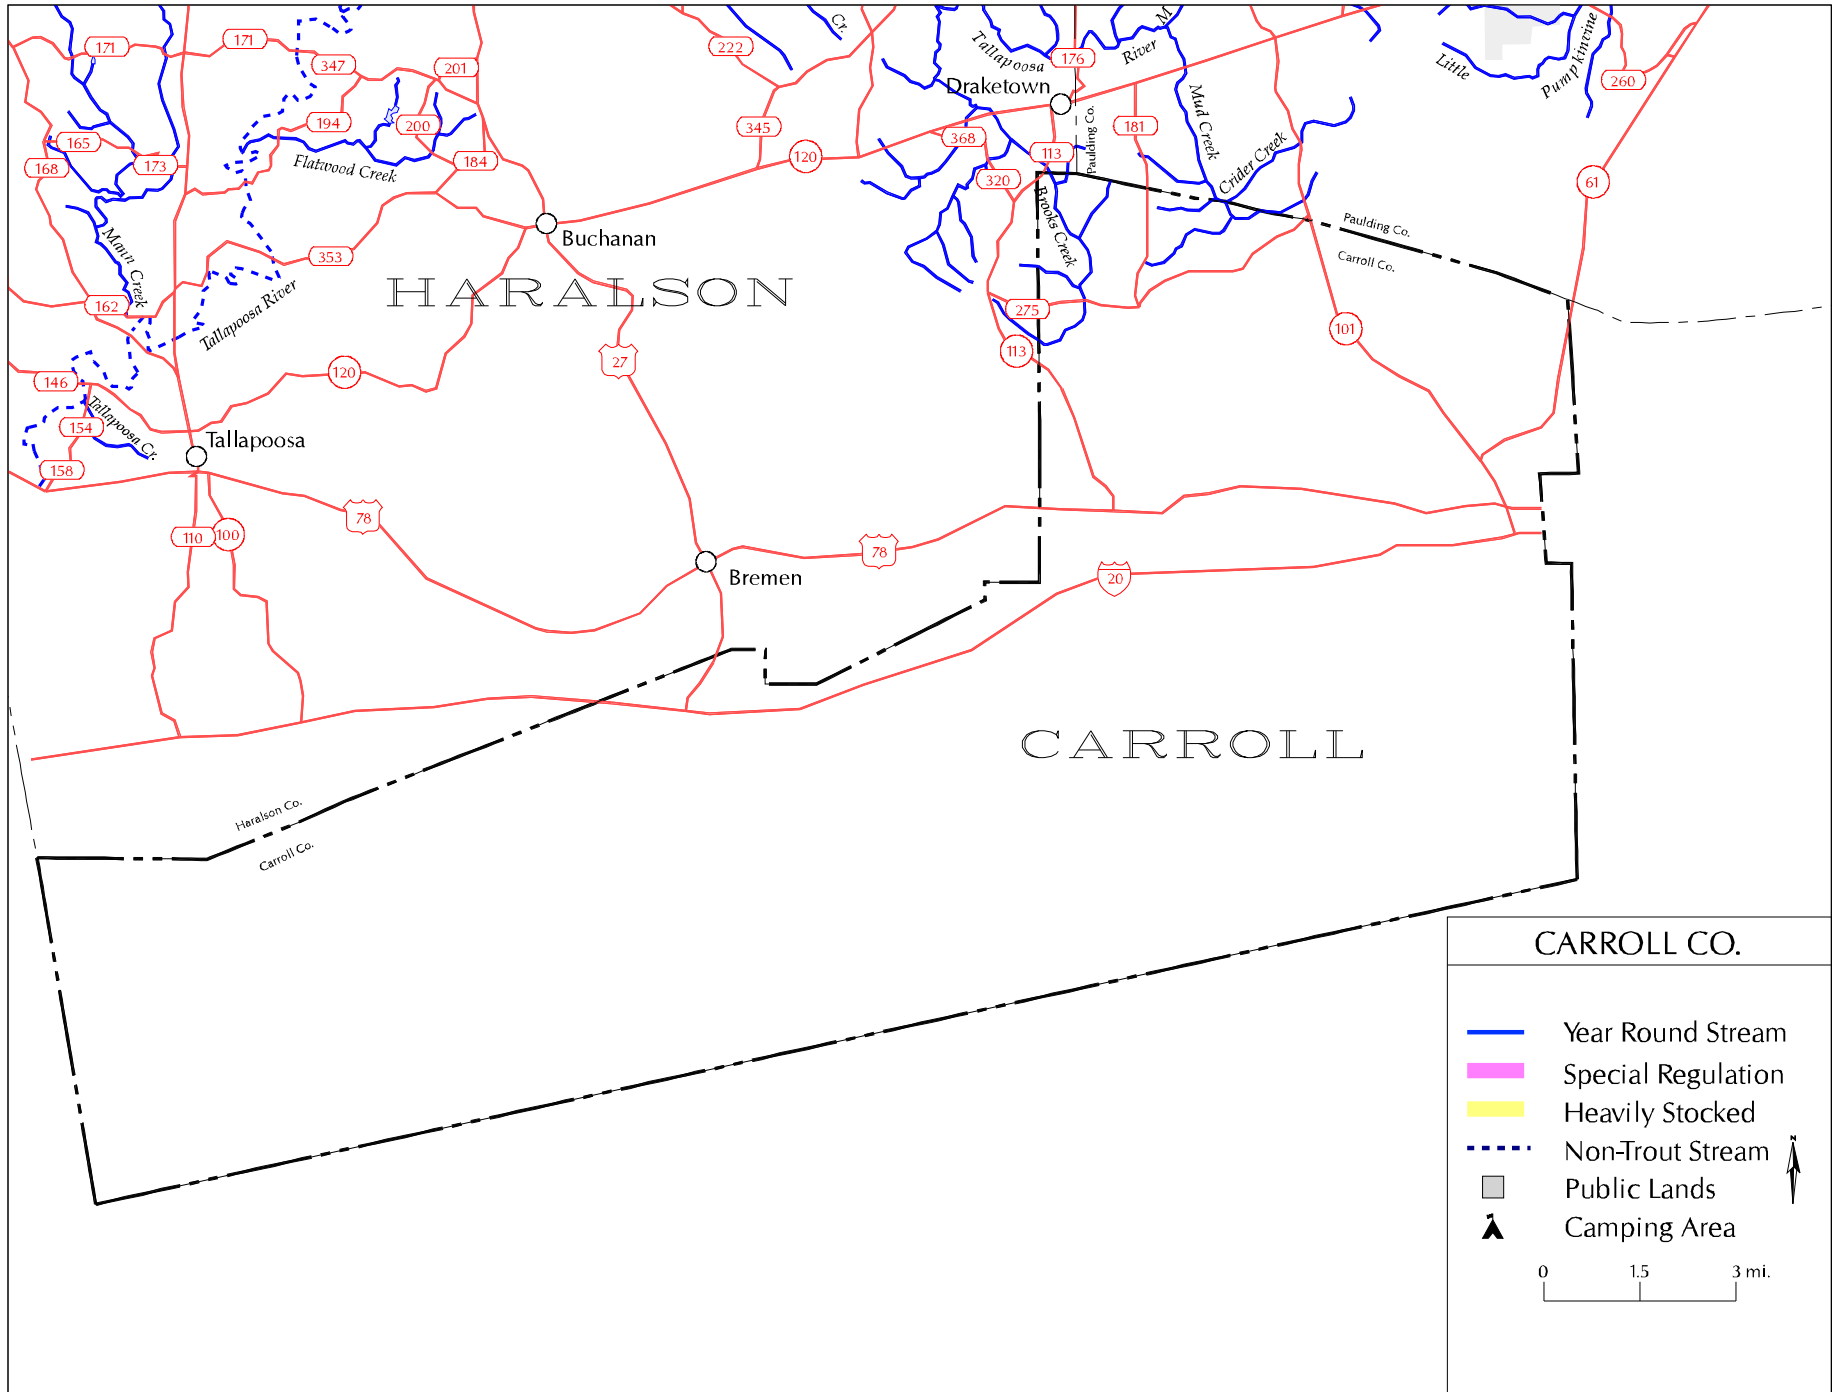 171
171
347
201
222
Cr.
Tallapoosa
176
River
M
Little
Pumpkinvine
260
Draketown
Paulding Co.
Mud Creek
181
194
200
345
368
113
165
168
173
Flatwood Creek
184
120
320
Crider Creek
61
Brooks Creek
Paulding Co.
Carroll Co.
Buchanan
Mann Creek
353
HARALSON
162
Tallapoosa River
275
101
113
27
146
120
Tallapoosa Cr.
154
Tallapoosa
158
78
110
100
78
Bremen
20
CARROLL
Haralson Co.
Carroll Co.
CARROLL CO.
Year Round Stream
Special Regulation
Heavily Stocked
Non-Trout Stream
N
Public Lands
Camping Area
0 1.5 3 mi.